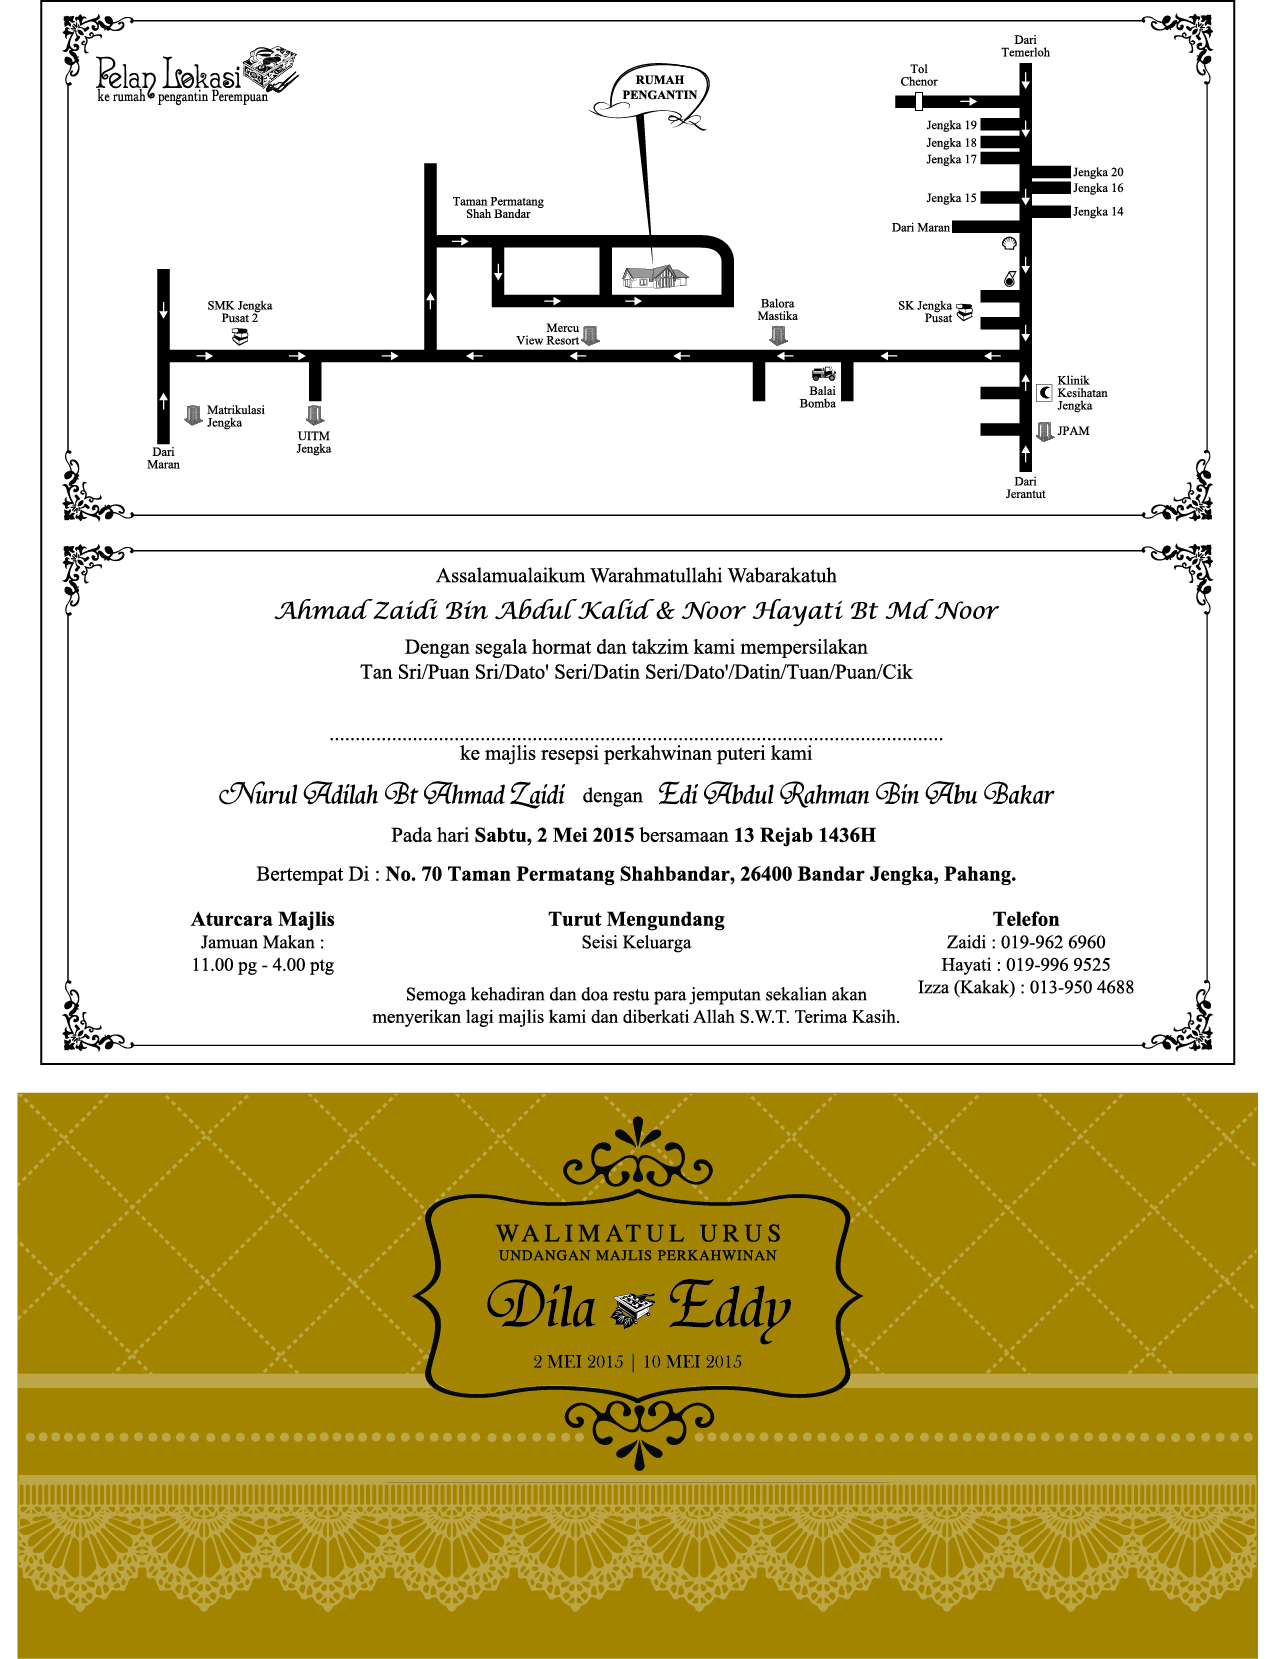 Pelan Lokasi
ke rumah pengantin Perempuan
RUMAH
PENGANTIN
Dari
Temerloh
Tol
Chenor
Jengka 19
Jengka 18
Jengka 17
Jengka 20
Jengka 16
Jengka 15
Jengka 14
Dari Maran
Taman Permatang
Shah Bandar
SMK Jengka
Pusat 2
Mercu
View Resort
Balora
Mastika
SK Jengka
Pusat
Balai
Bomba
Klinik
Kesihatan
Jengka
JPAM
Matrikulasi
Jengka
UITM
Jengka
Dari
Maran
Dari
Jerantut
Assalamualaikum Warahmatullahi Wabarakatuh
Ahmad Zaidi Bin Abdul Kalid & Noor Hayati Bt Md Noor
Dengan segala hormat dan takzim kami mempersilakan
Tan Sri/Puan Sri/Dato' Seri/Datin Seri/Dato'/Datin/Tuan/Puan/Cik
ke majlis resepsi perkahwinan puteri kami
Nurul Adilah Bt Ahmad Zaidi dengan Edi Abdul Rahman Bin Abu Bakar
Pada hari Sabtu, 2 Mei 2015 bersamaan 13 Rejab 1436H
Bertempat Di : No. 70 Taman Permatang Shahbandar, 26400 Bandar Jengka, Pahang.
Aturcara Majlis
Jamuan Makan :
11.00 pg - 4.00 ptg
Turut Mengundang
Seisi Keluarga
Telefon
Zaidi : 019-962 6960
Hayati : 019-996 9525
Izza (Kakak) : 013-950 4688
Semoga kehadiran dan doa restu para jemputan sekalian akan
menyerikan lagi majlis kami dan diberkati Allah S.W.T. Terima Kasih.
WALIMATUL URUS
UNDANGAN MAJLIS PERKAHWINAN
Dila Eddy
2 MEI 2015 | 10 MEI 2015